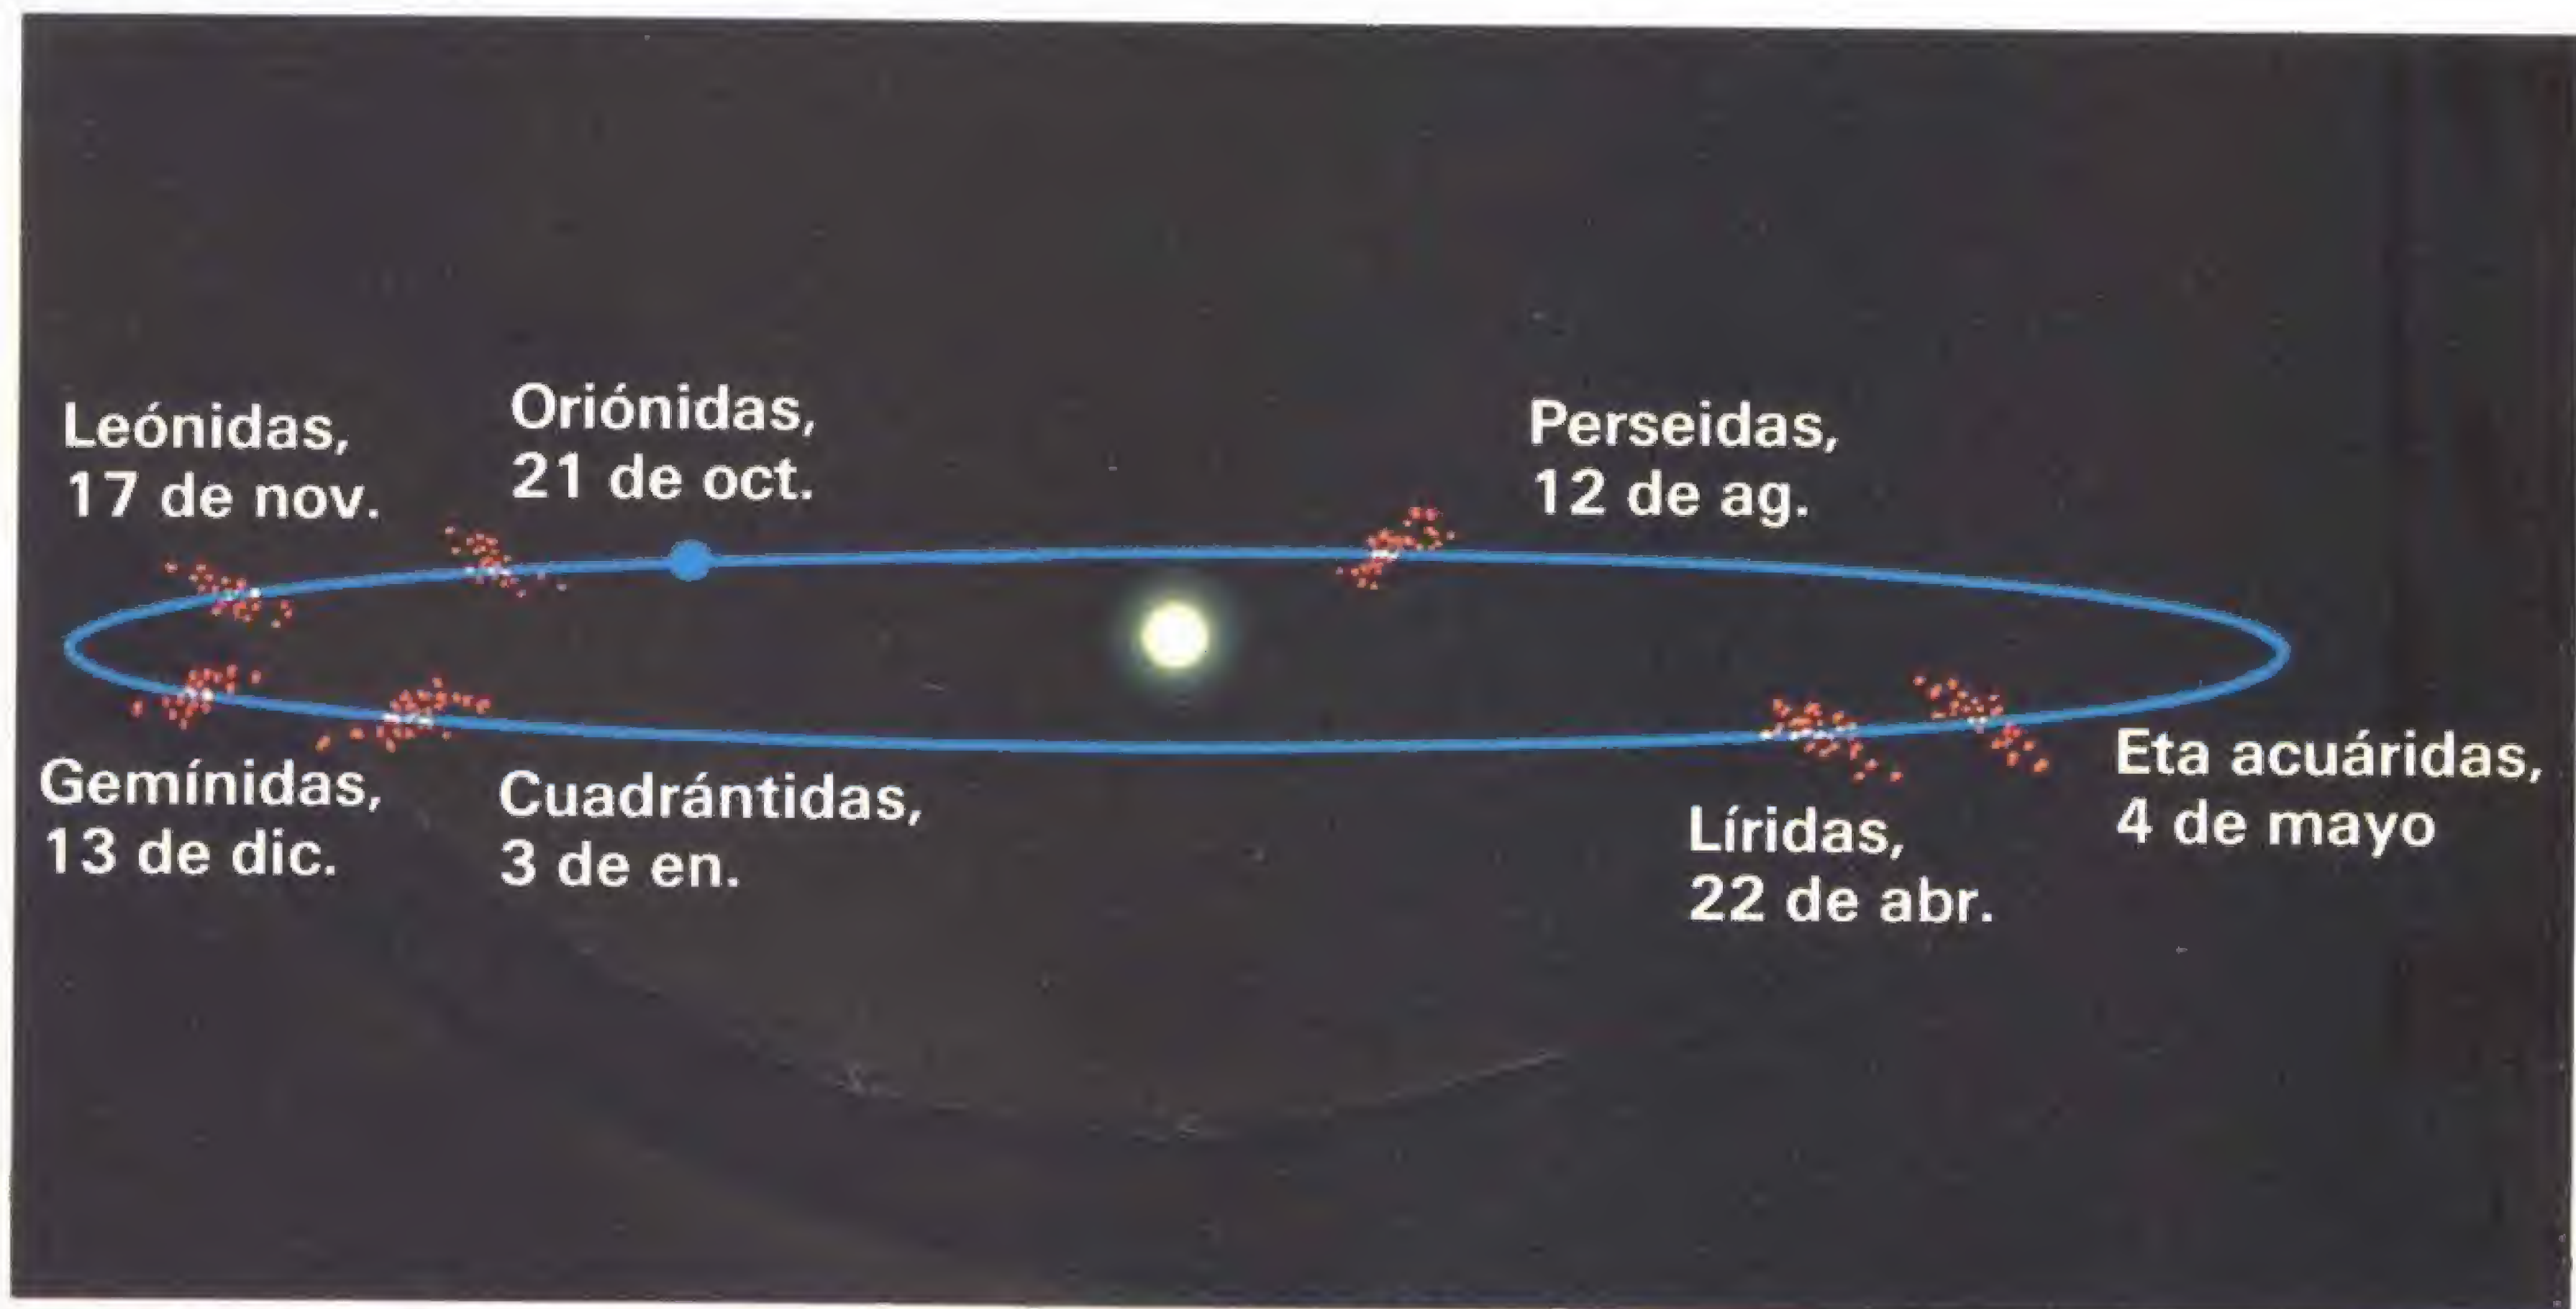 Leónidas,
17 de nov.
Oriónidas,
21 de oct.
Perseidas,
12 de ag.
Gemínidas,
13 de dic.
Cuadrántidas,
3 de en.
Líridas,
22 de abr.
Eta acuáridas,
4 de mayo